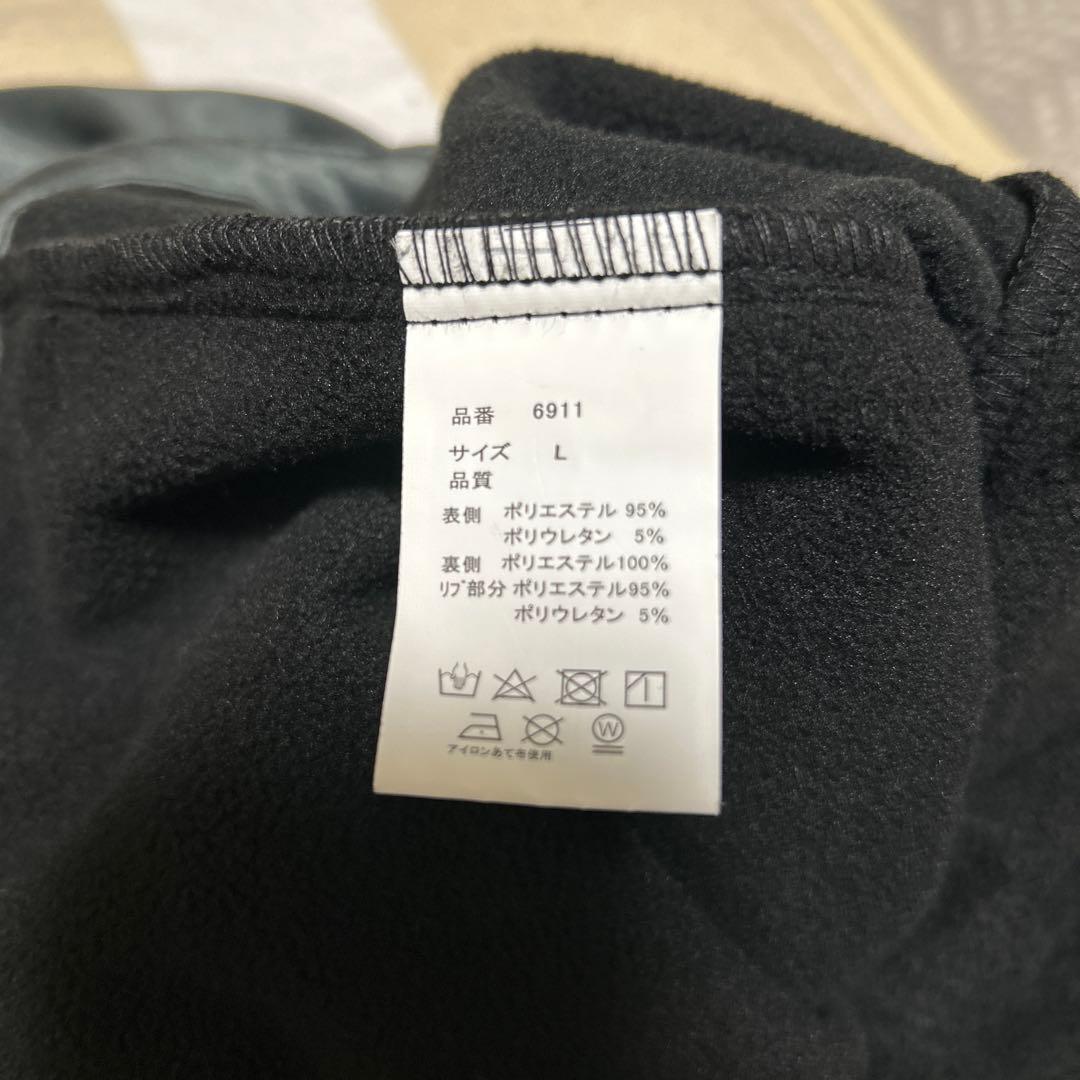 品番 6911
サイズ L
品質
表側 ポリエステル 95%
ポリウレタン 5%
裏側 ポリエステル100%
リブ部分 ポリエステル95%
ポリウレタン 5%
W
アイロンあて布使用